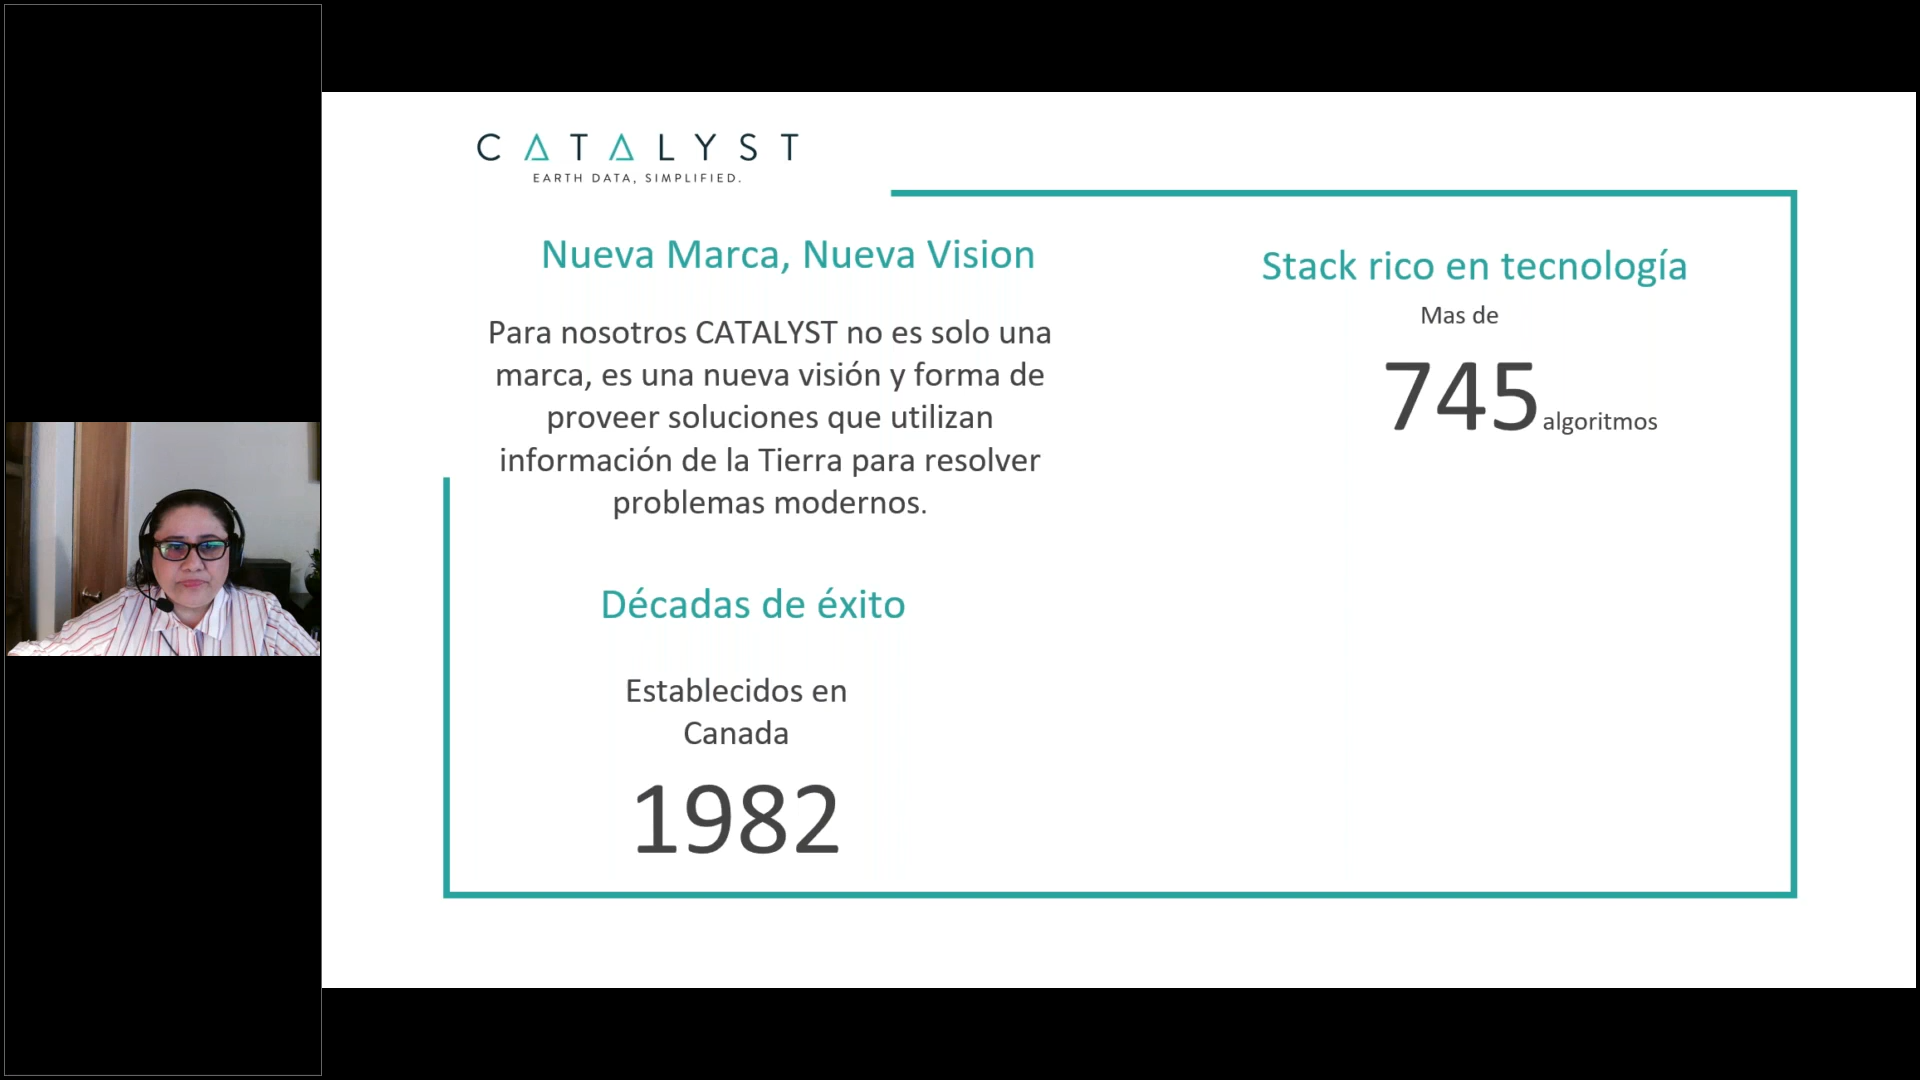 CATALYST
EARTH DATA, SIMPLIFIED.
Nueva Marca, Nueva Vision
Para nosotros CATALYST no es solo una
marca, es una nueva visión y forma de
proveer soluciones que utilizan
información de la Tierra para resolver
problemas modernos.
Décadas de éxito
Establecidos en
Canada
1982
Stack rico en tecnología
Mas de
745 algoritmos